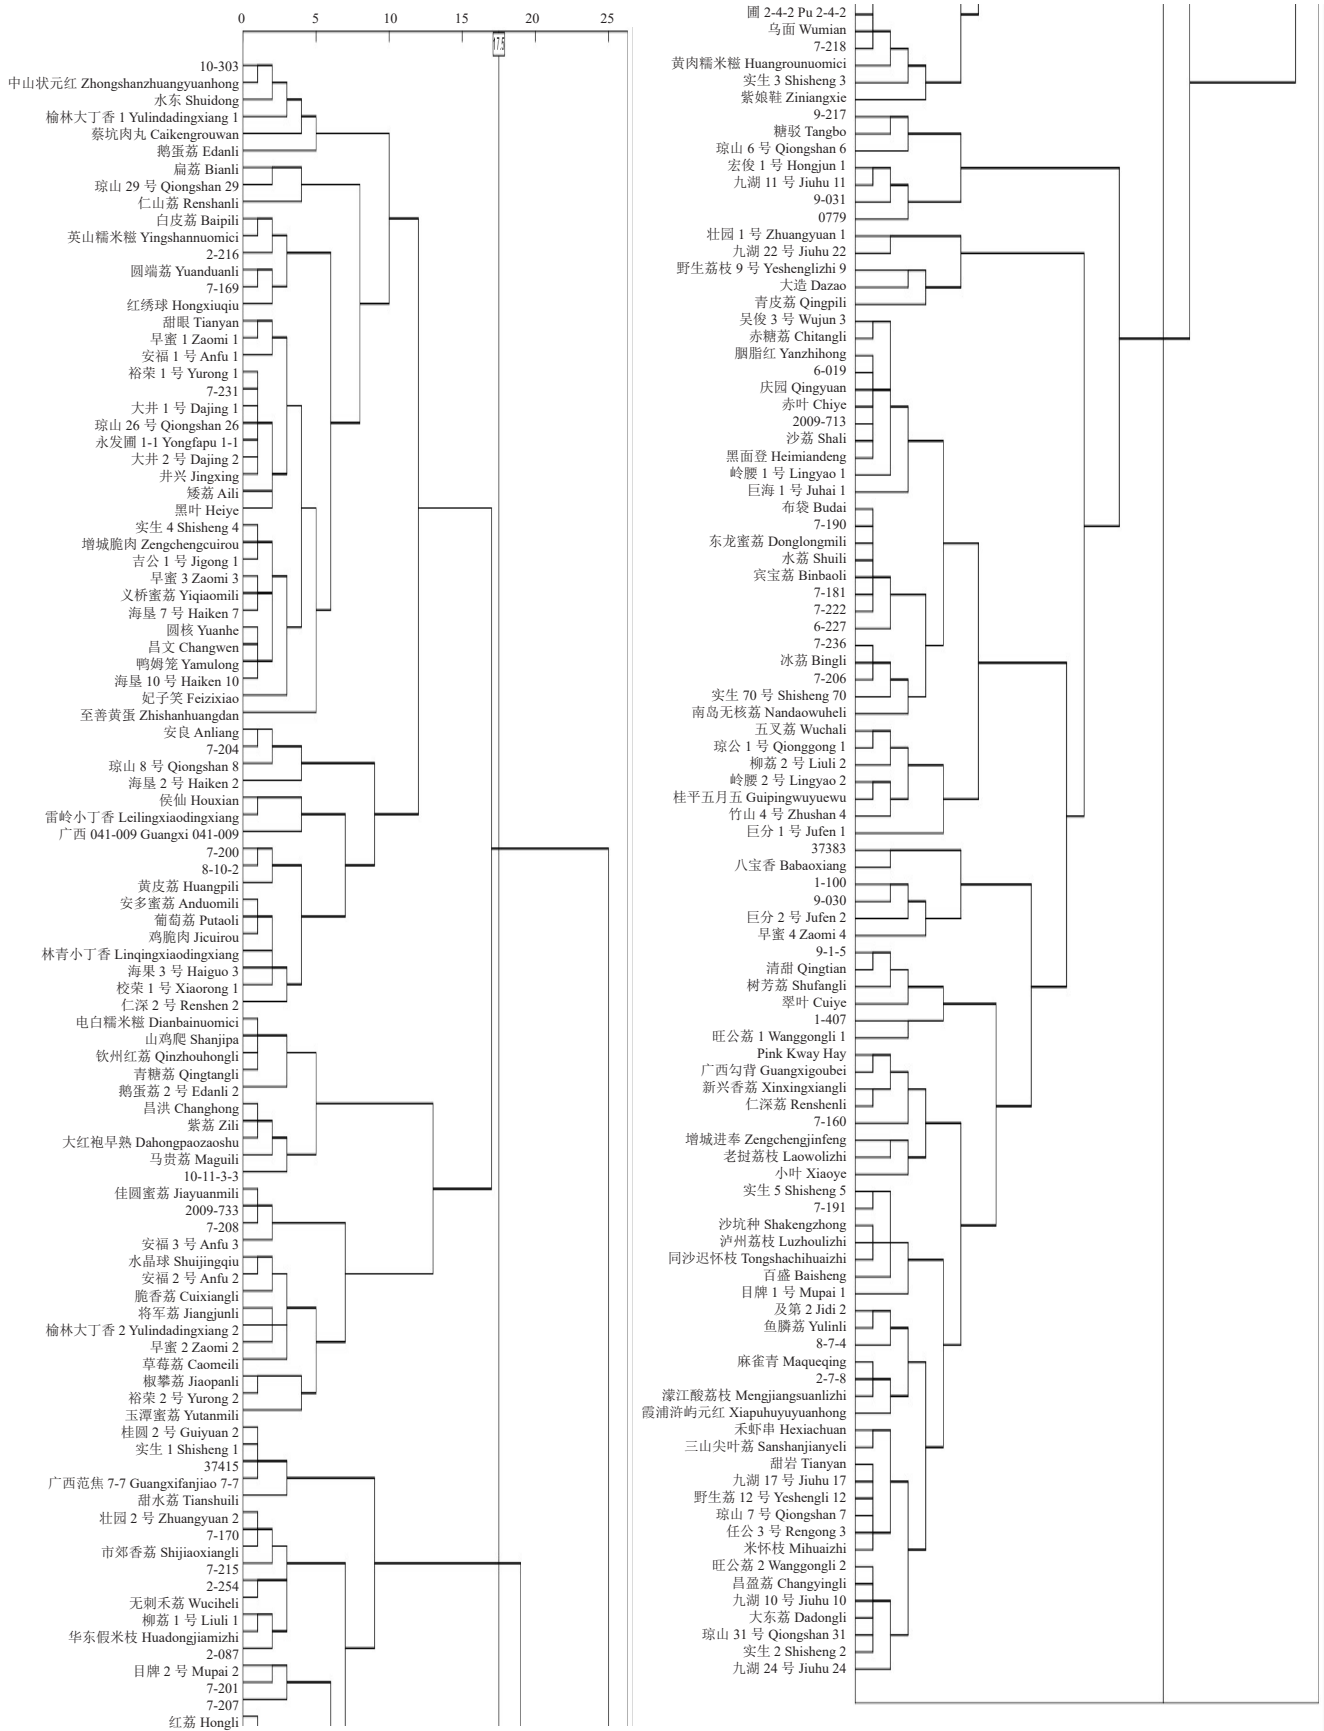 0 5 10 15 20 25
17.5
10-303
中山状元红 Zhongshanzhuangyuanhong
水东 Shuidong
榆林大丁香 1 Yulindadingxiang 1
蔡坑肉丸 Caikengrouwan
鹅蛋荔 Edanli
扁荔 Bianli
琼山 29 号 Qiongshan 29
仁山荔 Renshanli
白皮荔 Baipili
英山糯米糍 Yingshannuomici
2-216
圆端荔 Yuanduanli
7-169
红绣球 Hongxiuqiu
甜眼 Tianyan
早蜜 1 Zaomi 1
安福 1 号 Anfu 1
裕荣 1 号 Yurong 1
7-231
大井 1 号 Dajing 1
琼山 26 号 Qiongshan 26
永发圃 1-1 Yongfapu 1-1
大井 2 号 Dajing 2
井兴 Jingxing
矮荔 Aili
黑叶 Heiye
实生 4 Shisheng 4
增城脆肉 Zengchengcuirou
吉公 1 号 Jigong 1
早蜜 3 Zaomi 3
义桥蜜荔 Yiqiaomili
海垦 7 号 Haiken 7
圆核 Yuanhe
昌文 Changwen
鸭姆笼 Yamulong
海垦 10 号 Haiken 10
妃子笑 Feizixiao
至善黄蛋 Zhishanhuangdan
安良 Anliang
7-204
琼山 8 号 Qiongshan 8
海垦 2 号 Haiken 2
侯仙 Houxian
雷岭小丁香 Leilingxiaodingxiang
广西 041-009 Guangxi 041-009
7-200
8-10-2
黄皮荔 Huangpili
安多蜜荔 Anduomili
葡萄荔 Putaoli
鸡脆肉 Jicuirou
林青小丁香 Linqingxiaodingxiang
海果 3 号 Haiguo 3
校荣 1 号 Xiaorong 1
仁深 2 号 Renshen 2
电白糯米糍 Dianbainuomici
山鸡爬 Shanjipa
钦州红荔 Qinzhouhongli
青糖荔 Qingtangli
鹅蛋荔 2 号 Edanli 2
昌洪 Changhong
紫荔 Zili
大红袍早熟 Dahongpaozaoshu
马贵荔 Maguili
10-11-3-3
佳圆蜜荔 Jiayuanmili
2009-733
7-208
安福 3 号 Anfu 3
水晶球 Shuijingqiu
安福 2 号 Anfu 2
脆香荔 Cuixiangli
将军荔 Jiangjunli
榆林大丁香 2 Yulindadingxiang 2
早蜜 2 Zaomi 2
草莓荔 Caomeili
椒攀荔 Jiaopanli
裕荣 2 号 Yurong 2
玉潭蜜荔 Yutanmili
桂圆 2 号 Guiyuan 2
实生 1 Shisheng 1
37415
广西范焦 7-7 Guangxifanjiao 7-7
甜水荔 Tianshuili
壮园 2 号 Zhuangyuan 2
7-170
市郊香荔 Shijiaoxiangli
7-215
2-254
无刺禾荔 Wuciheli
柳荔 1 号 Liuli 1
华东假米枝 Huadongjiamizhi
2-087
目牌 2 号 Mupai 2
7-201
7-207
红荔 Hongli
圃 2-4-2 Pu 2-4-2
乌面 Wumian
7-218
黄肉糯米糍 Huangrounuomici
实生 3 Shisheng 3
紫娘鞋 Ziniangxie
9-217
糖驳 Tangbo
琼山 6 号 Qiongshan 6
宏俊 1 号 Hongjun 1
九湖 11 号 Jiuhu 11
9-031
0779
壮园 1 号 Zhuangyuan 1
九湖 22 号 Jiuhu 22
野生荔枝 9 号 Yeshenglizhi 9
大造 Dazao
青皮荔 Qingpili
吴俊 3 号 Wujun 3
赤糖荔 Chitangli
胭脂红 Yanzhihong
6-019
庆园 Qingyuan
赤叶 Chiye
2009-713
沙荔 Shali
黑面登 Heimiandeng
岭腰 1 号 Lingyao 1
巨海 1 号 Juhai 1
布袋 Budai
7-190
东龙蜜荔 Donglongmili
水荔 Shuili
宾宝荔 Binbaoli
7-181
7-222
6-227
7-236
冰荔 Bingli
7-206
实生 70 号 Shisheng 70
南岛无核荔 Nandaowuheli
五叉荔 Wuchali
琼公 1 号 Qionggong 1
柳荔 2 号 Liuli 2
岭腰 2 号 Lingyao 2
桂平五月五 Guipingwuyuewu
竹山 4 号 Zhushan 4
巨分 1 号 Jufen 1
37383
八宝香 Babaoxiang
1-100
9-030
巨分 2 号 Jufen 2
早蜜 4 Zaomi 4
9-1-5
清甜 Qingtian
树芳荔 Shufangli
翠叶 Cuiye
1-407
旺公荔 1 Wanggongli 1
Pink Kway Hay
广西勾背 Guangxigoubei
新兴香荔 Xinxingxiangli
仁深荔 Renshenli
7-160
增城进奉 Zengchengjinfeng
老挝荔枝 Laowolizhi
小叶 Xiaoye
实生 5 Shisheng 5
7-191
沙坑种 Shakengzhong
泸州荔枝 Luzhoulizhi
同沙迟怀枝 Tongshachihuaizhi
百盛 Baisheng
目牌 1 号 Mupai 1
及第 2 Jidi 2
鱼膦荔 Yulinli
8-7-4
麻雀青 Maqueqing
2-7-8
濛江酸荔枝 Mengjiangsuanlizhi
霞浦浒屿元红 Xiapuhuyuyuanhong
禾虾串 Hexiachuan
三山尖叶荔 Sanshanjianyeli
甜岩 Tianyan
九湖 17 号 Jiuhu 17
野生荔 12 号 Yeshengli 12
琼山 7 号 Qiongshan 7
任公 3 号 Rengong 3
米怀枝 Mihuaizhi
旺公荔 2 Wanggongli 2
昌盈荔 Changyingli
九湖 10 号 Jiuhu 10
大东荔 Dadongli
琼山 31 号 Qiongshan 31
实生 2 Shisheng 2
九湖 24 号 Jiuhu 24